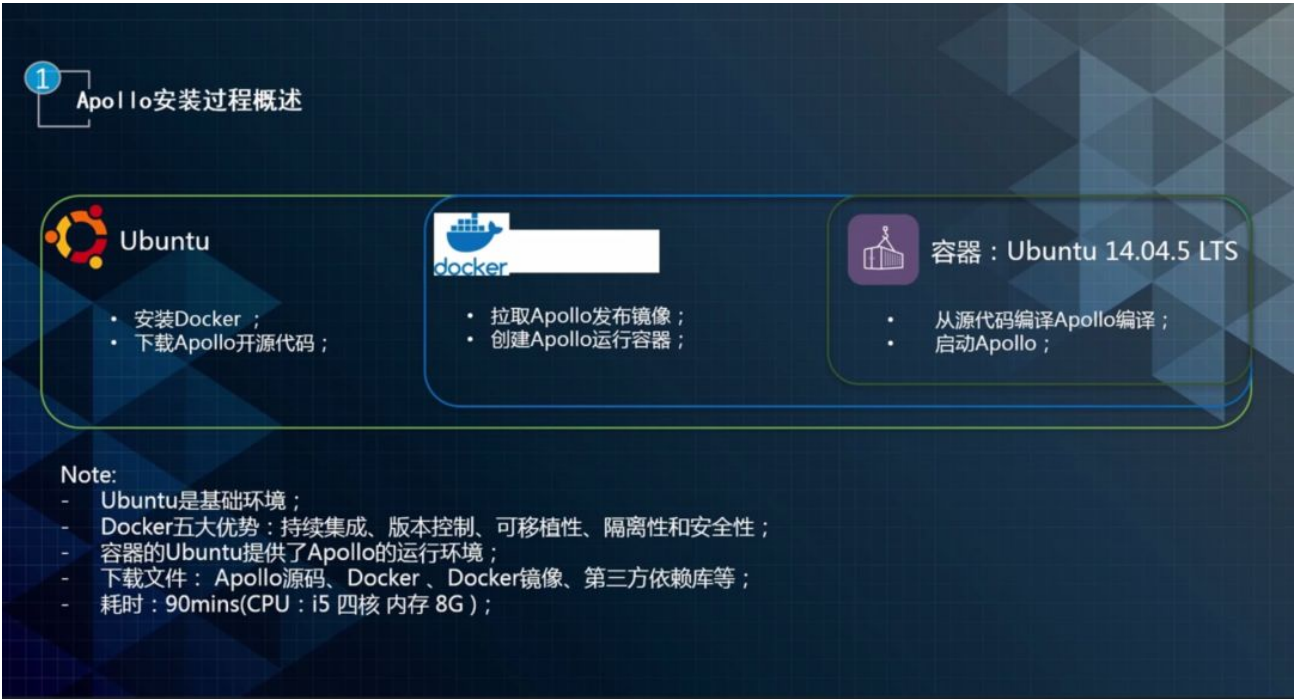 1
Apollo安装过程概述
Ubuntu
• 安装Docker ；
• 下载Apollo开源代码；
docker
• 拉取Apollo发布镜像；
• 创建Apollo运行容器；
容器：Ubuntu 14.04.5 LTS
• 从源代码编译Apollo编译；
• 启动Apollo；
Note:
- Ubuntu是基础环境；
- Docker五大优势：持续集成、版本控制、可移植性、隔离性和安全性；
- 容器的Ubuntu提供了Apollo的运行环境；
- 下载文件： Apollo源码、Docker 、Docker镜像、第三方依赖库等；
- 耗时：90mins(CPU：i5 四核 内存 8G )；